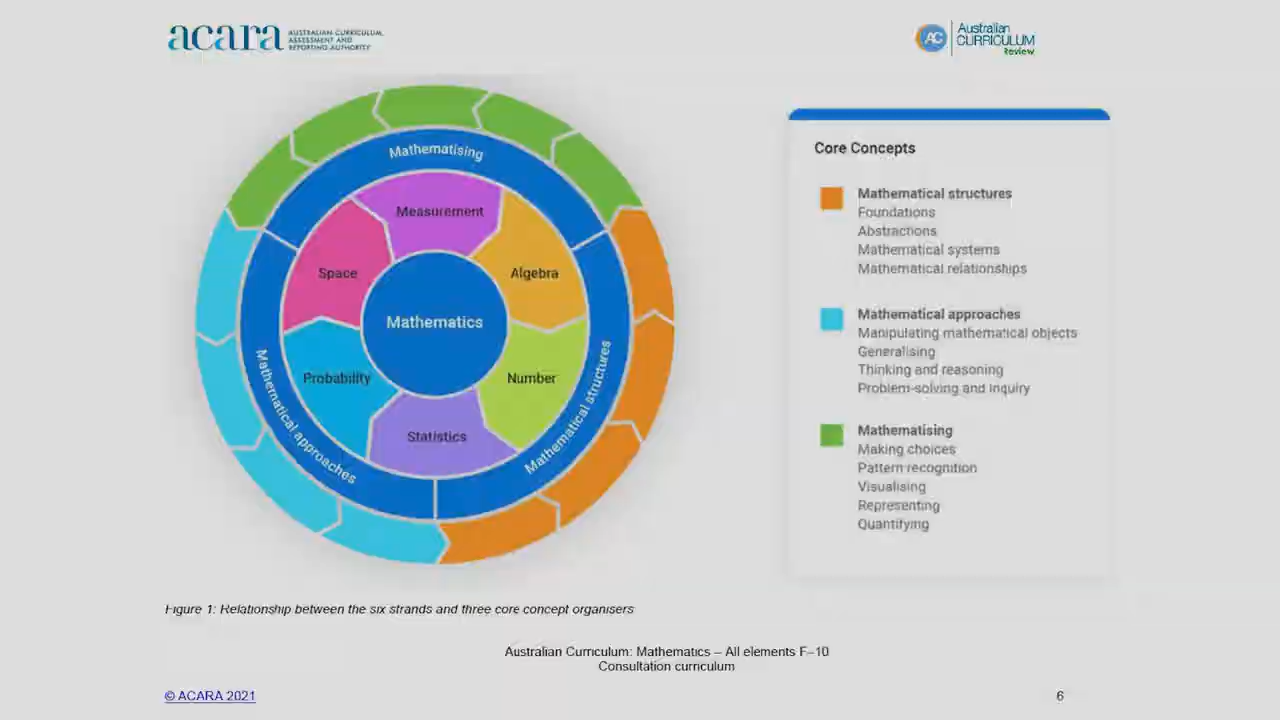 acara
AUSTRALIAN CURRICULUM,
ASSESSMENT AND
REPORTING AUTHORITY
AC
Australian
CURRICULUM
Review
Mathematising
Measurement
Space
Algebra
Mathematics
Probability
Number
Statistics
Mathematical approaches
Mathematical structures
Core Concepts
Mathematical structures
Foundations
Abstractions
Mathematical systems
Mathematical relationships
Mathematical approaches
Manipulating mathematical objects
Generalising
Thinking and reasoning
Problem-solving and inquiry
Mathematising
Making choices
Pattern recognition
Visualising
Representing
Quantifying
Figure 1: Relationship between the six strands and three core concept organisers
Australian Curriculum: Mathematics – All elements F–10
Consultation curriculum
© ACARA 2021
6